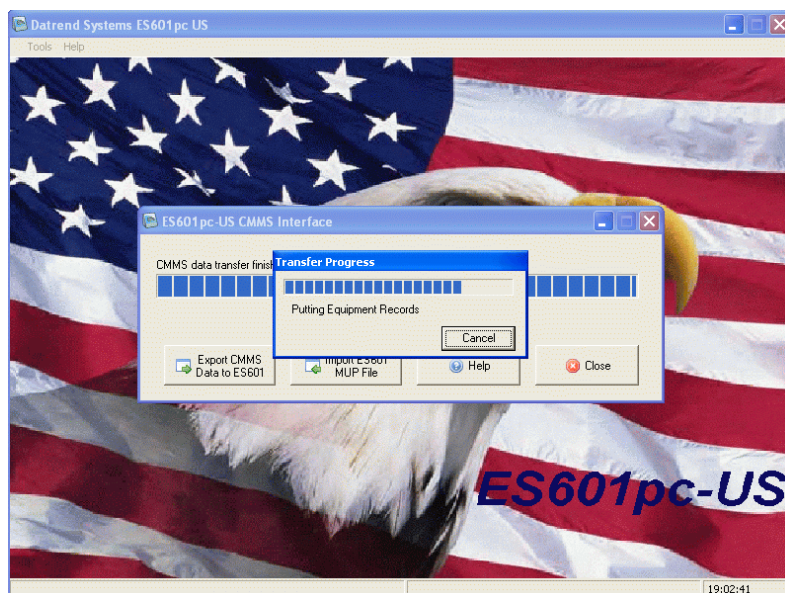 Datrend Systems ES601pc US
Tools Help
ES601pc-US CMMS Interface
CMMS data transfer
Transfer Progress
Putting Equipment Records
Cancel
Export CMMS
Data to ES601
Import ES601
MUP File
Help
Close
ES601pc-US
19:02:41